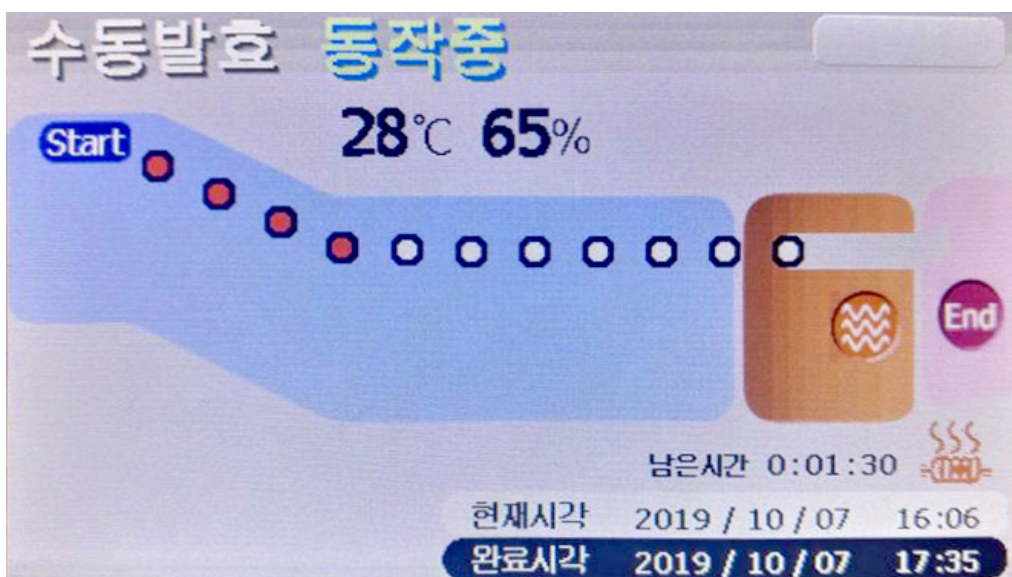 수동발효 동작중
28℃ 65%
Start
End
남은시간 0:01:30
현재시각 2019 / 10 / 07 16:06
완료시각 2019 / 10 / 07 17:35